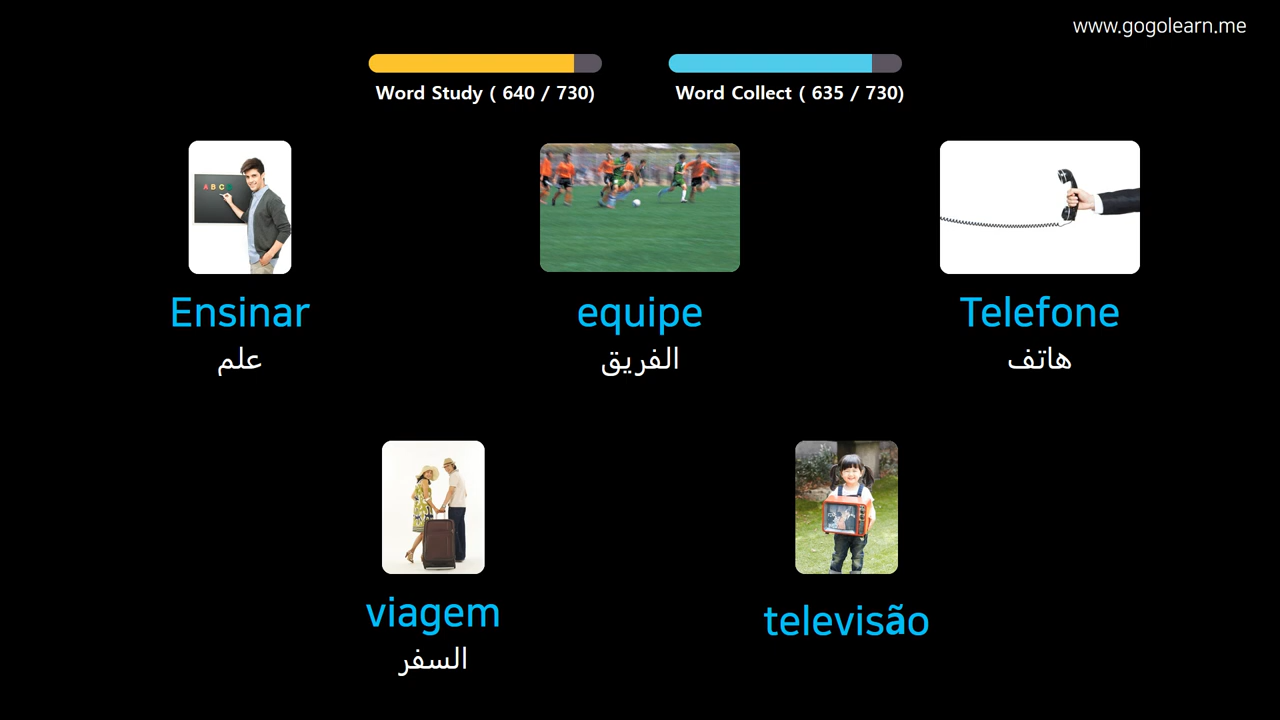 www.gogolearn.me
Word Study ( 640 / 730)
Word Collect ( 635 / 730)
A B C
Ensinar
علم
equipe
الفريق
Telefone
هاتف
viagem
السفر
televisão